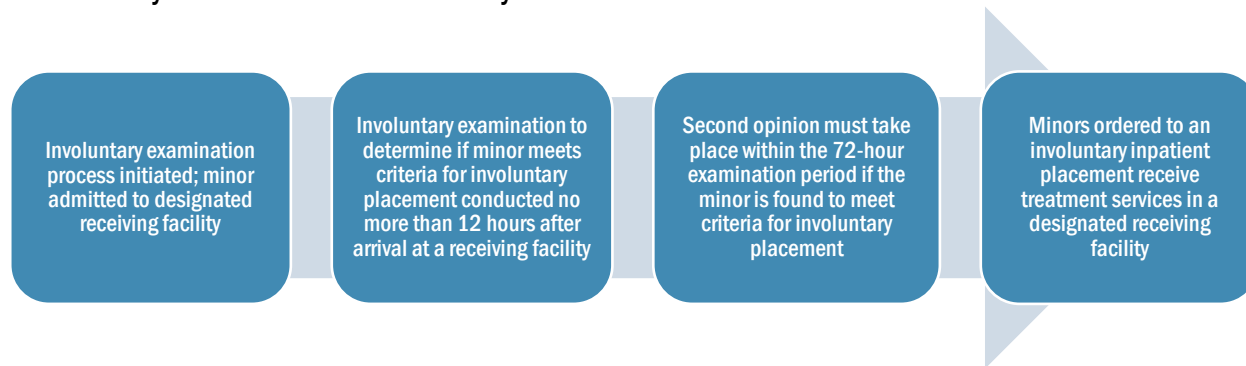 Involuntary examination
process initiated; minor
admitted to designated
receiving facility
Involuntary examination to
determine if minor meets
criteria for involuntary
placement conducted no
more than 12 hours after
arrival at a receiving facility
Second opinion must take
place within the 72-hour
examination period if the
minor is found to meet
criteria for involuntary
placement
Minors ordered to an
involuntary inpatient
placement receive
treatment services in a
designated receiving
facility